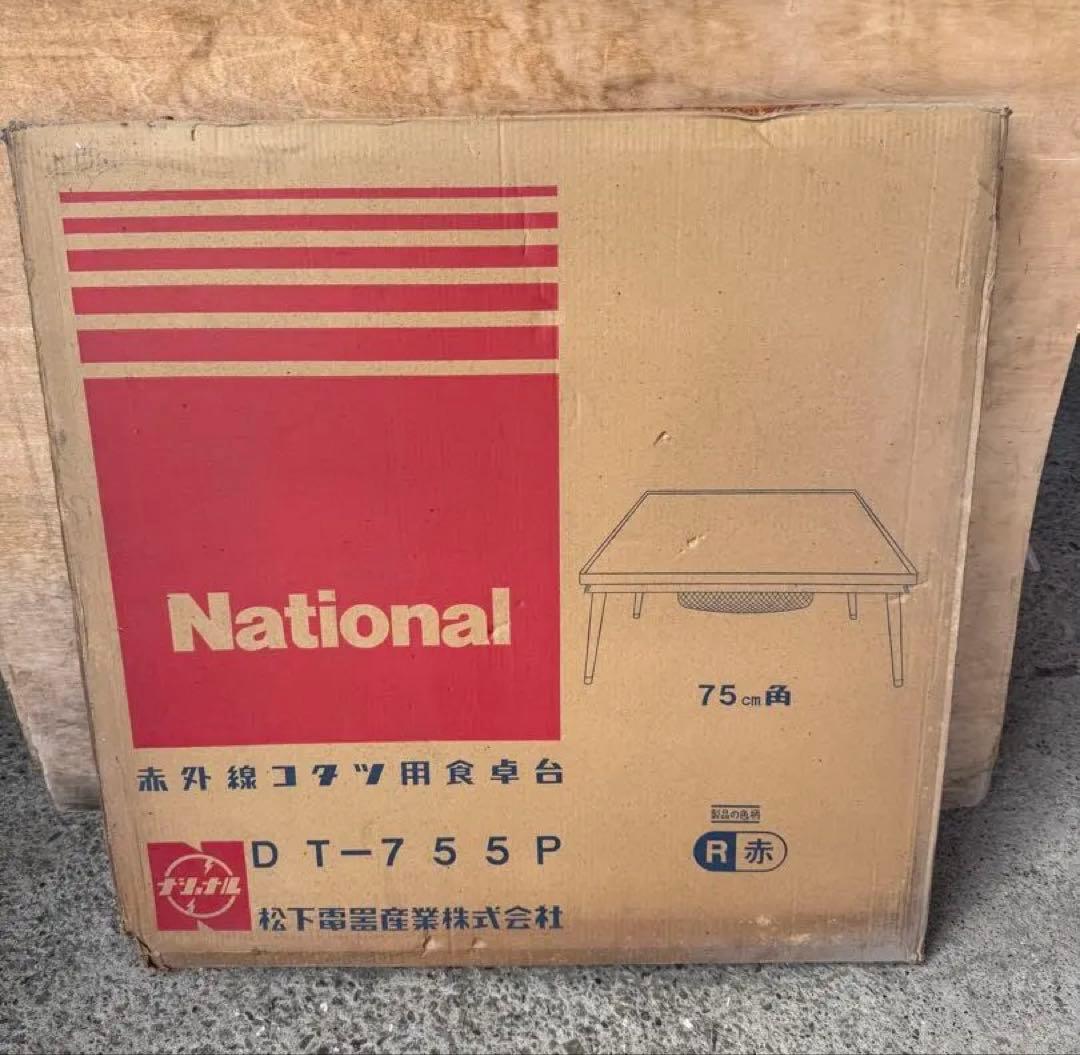 National
赤外線コタツ用食卓台
DT-755P
ナショナル
松下電器産業株式会社
75cm角
製品の色柄
R 赤